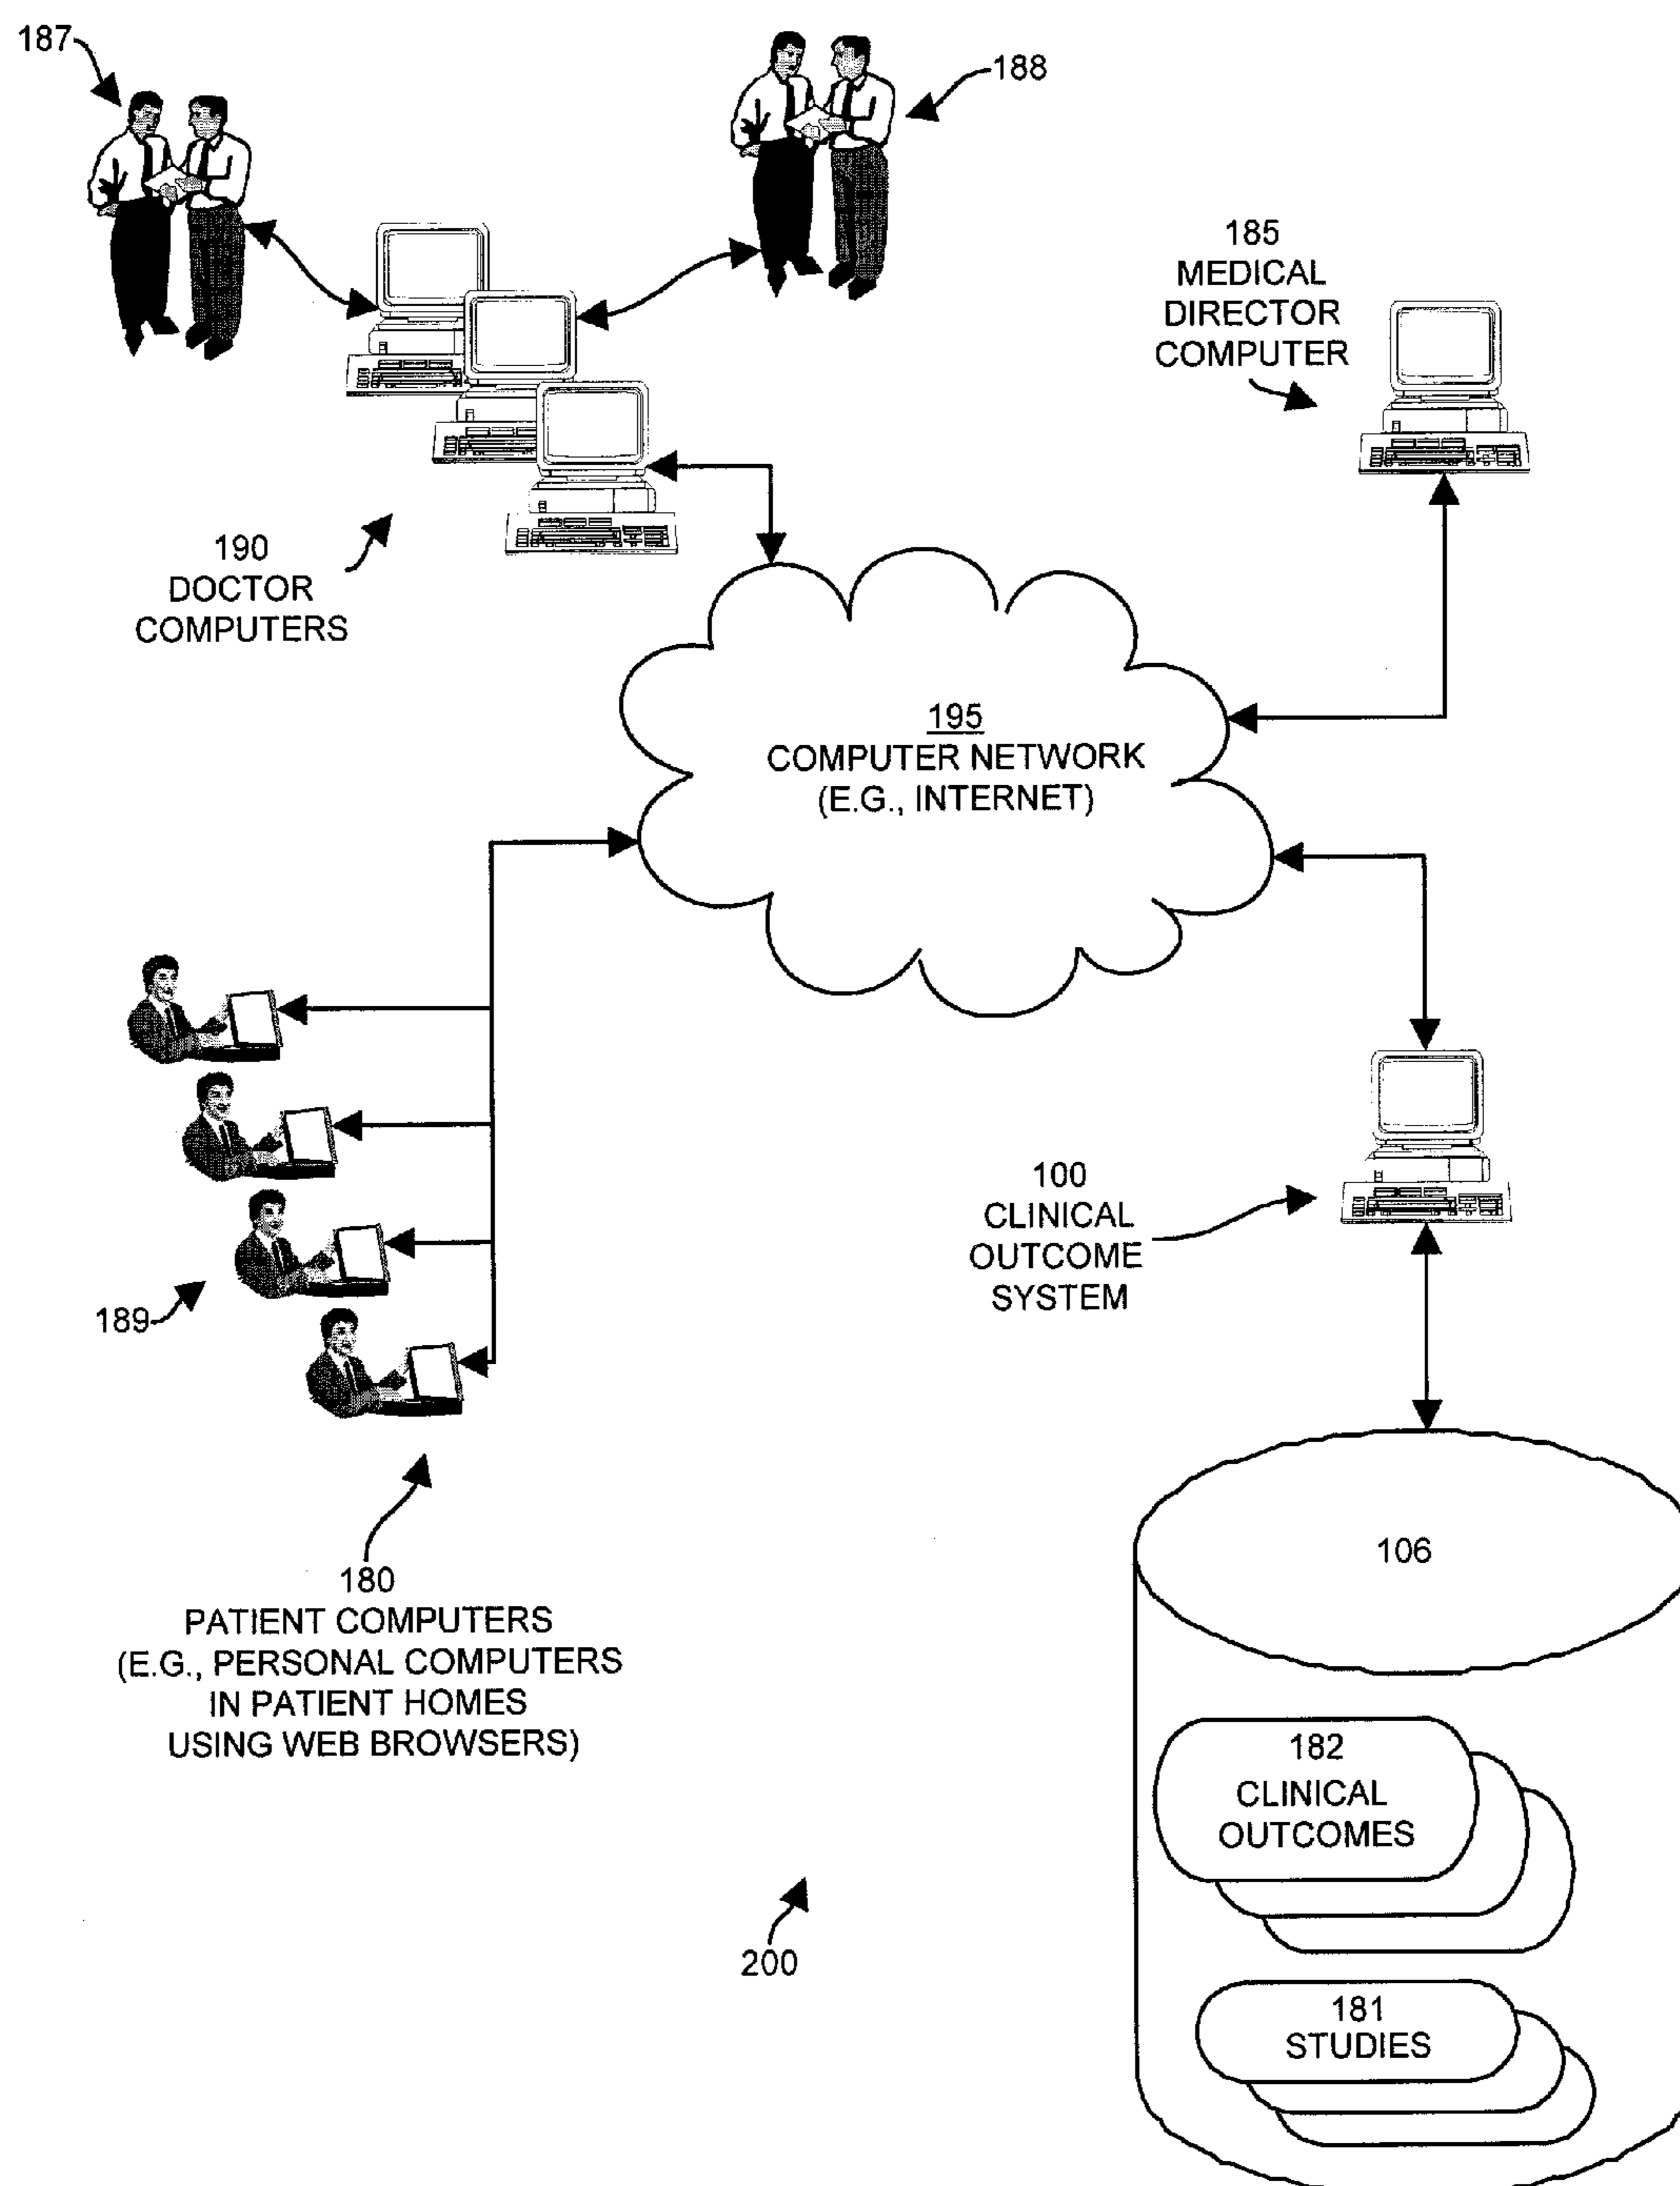 187
188
185
MEDICAL
DIRECTOR
COMPUTER
190
DOCTOR
COMPUTERS
195
COMPUTER NETWORK
(E.G., INTERNET)
100
CLINICAL
OUTCOME
SYSTEM
189
180
PATIENT COMPUTERS
(E.G., PERSONAL COMPUTERS
IN PATIENT HOMES
USING WEB BROWSERS)
106
182
CLINICAL
OUTCOMES
200
181
STUDIES